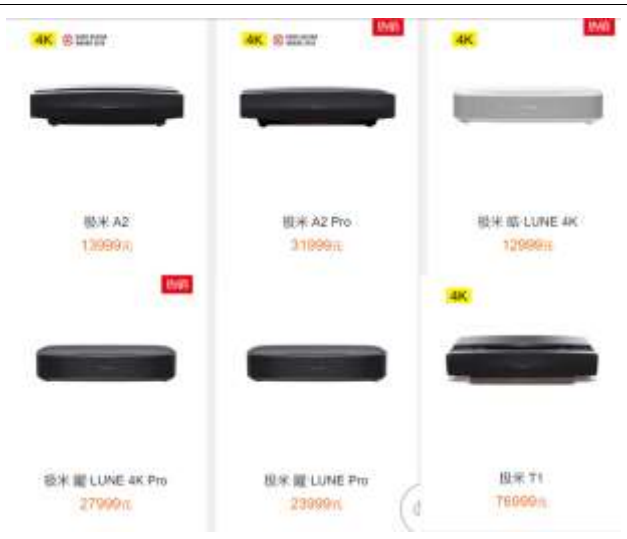 4K
4K
热销
4K
热销
极米 A2
13999元
极米 A2 Pro
31999元
极米 皓·LUNE 4K
12999元
热销
4K
极米 曜·LUNE 4K Pro
27999元
极米 曜·LUNE Pro
23999元
极米 T1
76999元